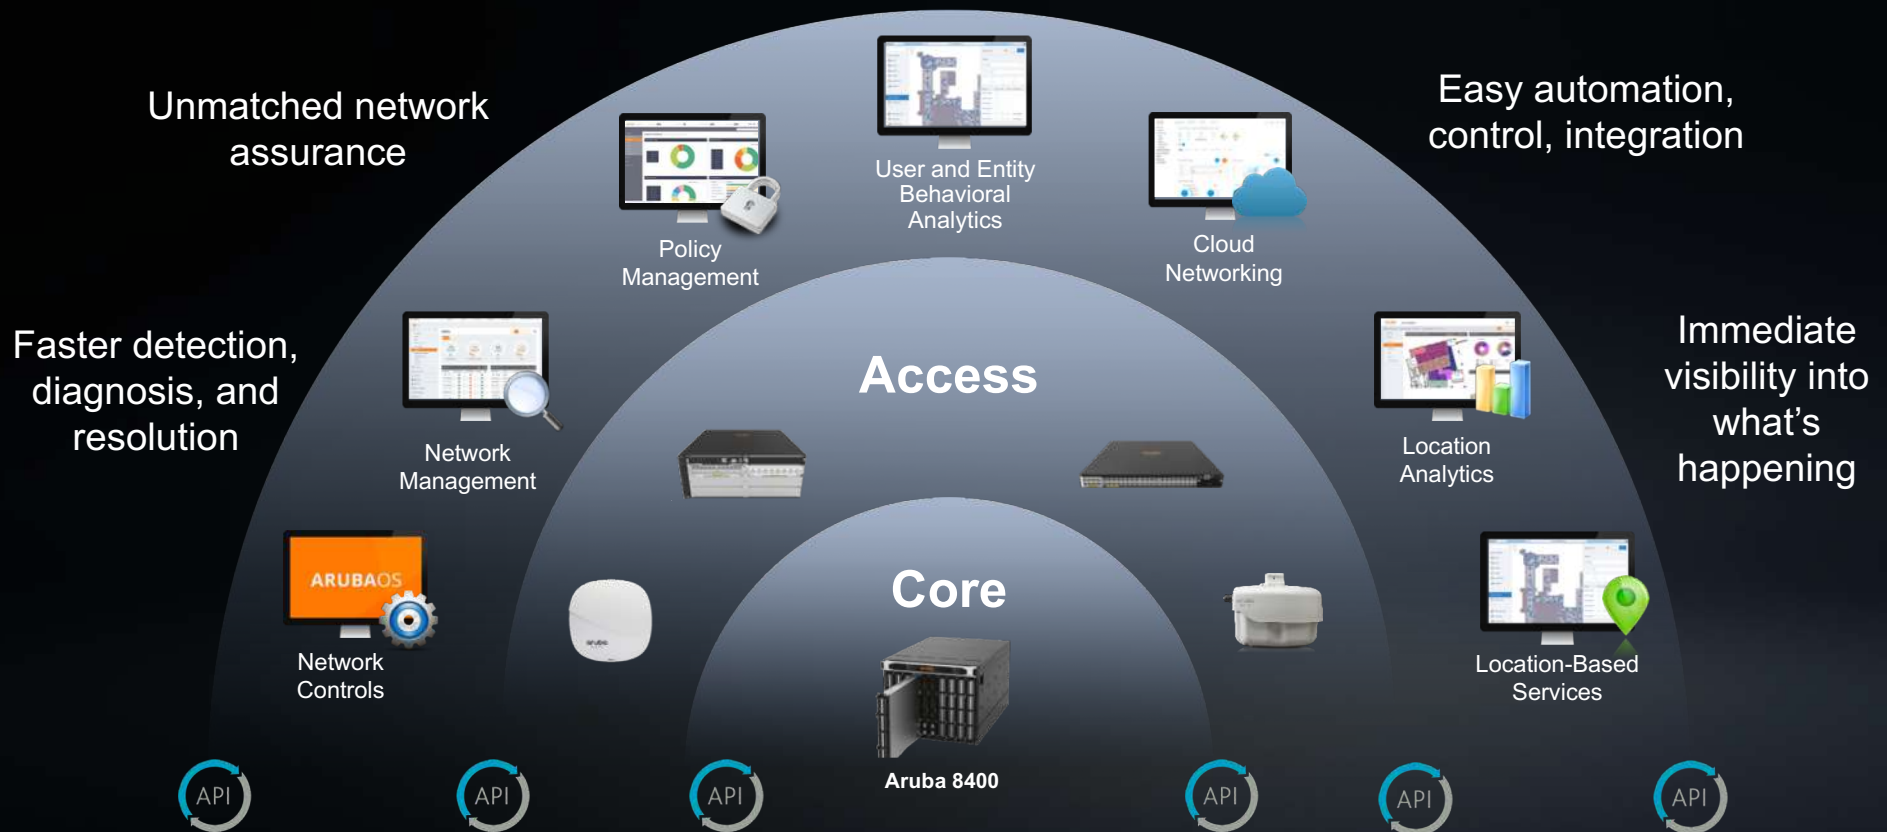 Unmatched network
assurance
Easy automation,
control, integration
User and Entity
Behavioral
Analytics
Policy
Management
Cloud
Networking
Faster detection,
diagnosis, and
resolution
Immediate
visibility into
what’s
happening
Access
Network
Management
Location
Analytics
ARUBAOS
Core
Network
Controls
aruba
Location-Based
Services
Aruba 8400
API
API
API
API
API
API